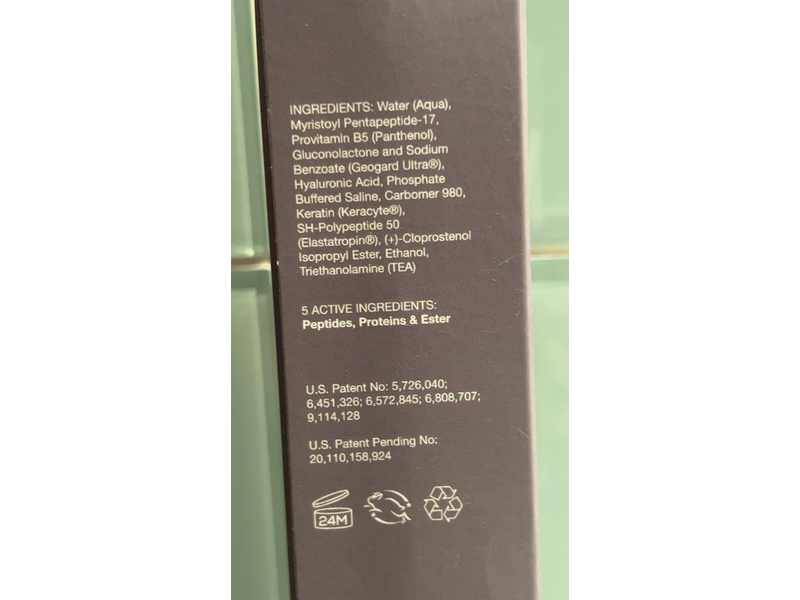 INGREDIENTS: Water (Aqua),
Myristoyl Pentapeptide-17,
Provitamin B5 (Panthenol),
Gluconolactone and Sodium
Benzoate (Geogard Ultra®),
Hyaluronic Acid, Phosphate
Buffered Saline, Carbomer 980,
Keratin (Keracyte®),
SH-Polypeptide 50
(Elastatropin®), (+)-Cloprostenol
Isopropyl Ester, Ethanol,
Triethanolamine (TEA)
5 ACTIVE INGREDIENTS:
Peptides, Proteins & Ester
U.S. Patent No: 5,726,040;
6,451,326; 6,572,845; 6,808,707;
9,114,128
U.S. Patent Pending No:
20,110,158,924
24M